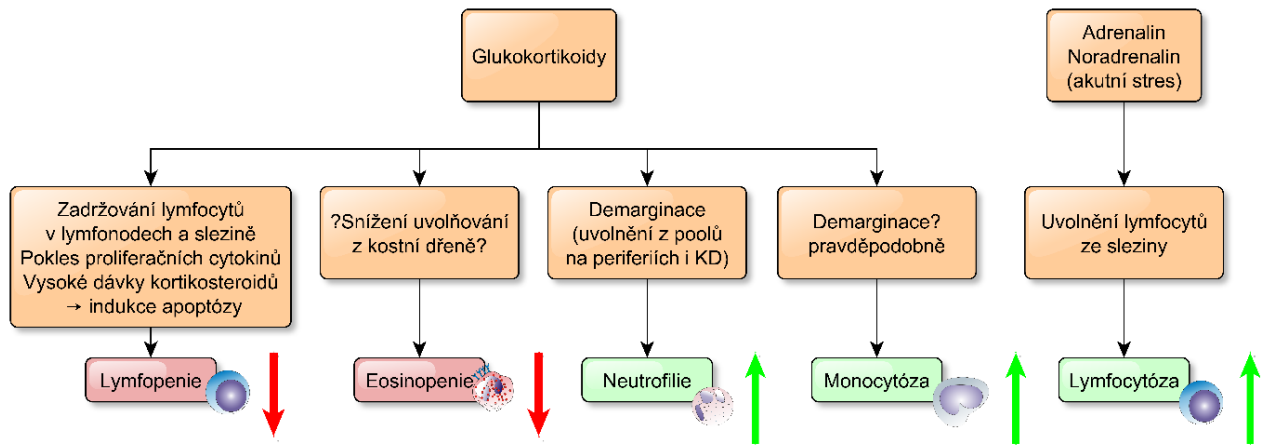 Glukokortikoidy
Adrenalin
Noradrenalin
(akutní stres)
Zadržování lymfocytů
v lymfonodech a slezině
Pokles proliferačních cytokinů
Vysoké dávky kortikosteroidů
→ indukce apoptózy
?Snížení uvolňování
z kostní dřeně?
Demarginace
(uvolnění z poolů
na periferiích i KD)
Demarginace?
pravděpodobně
Uvolnění lymfocytů
ze sleziny
Lymfopenie
Eosinopenie
Neutrofilie
Monocytóza
Lymfocytóza